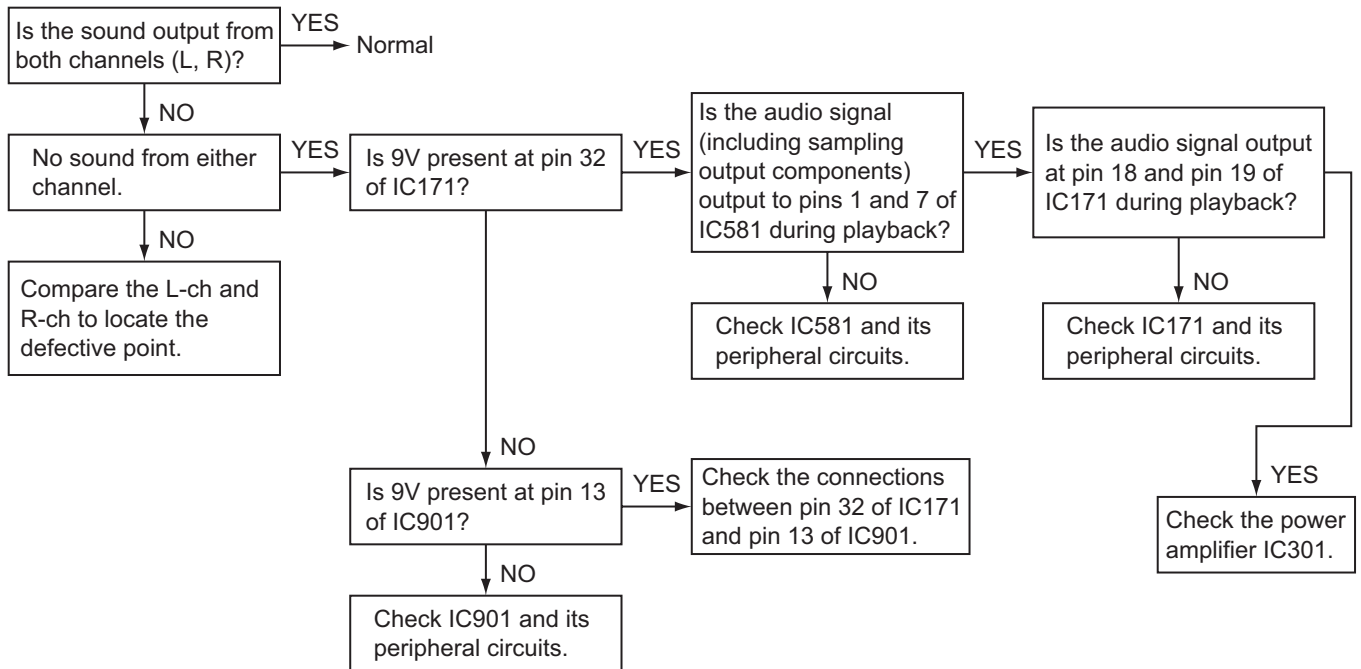 Is the sound output from
both channels (L, R)?
YES
Normal
NO
No sound from either
channel.
YES
Is 9V present at pin 32
of IC171?
YES
Is the audio signal
(including sampling
output components)
output to pins 1 and 7 of
IC581 during playback?
YES
Is the audio signal output
at pin 18 and pin 19 of
IC171 during playback?
NO
Compare the L-ch and
R-ch to locate the
defective point.
NO
Check IC581 and its
peripheral circuits.
NO
Check IC171 and its
peripheral circuits.
NO
Is 9V present at pin 13
of IC901?
YES
Check the connections
between pin 32 of IC171
and pin 13 of IC901.
YES
Check the power
amplifier IC301.
NO
Check IC901 and its
peripheral circuits.